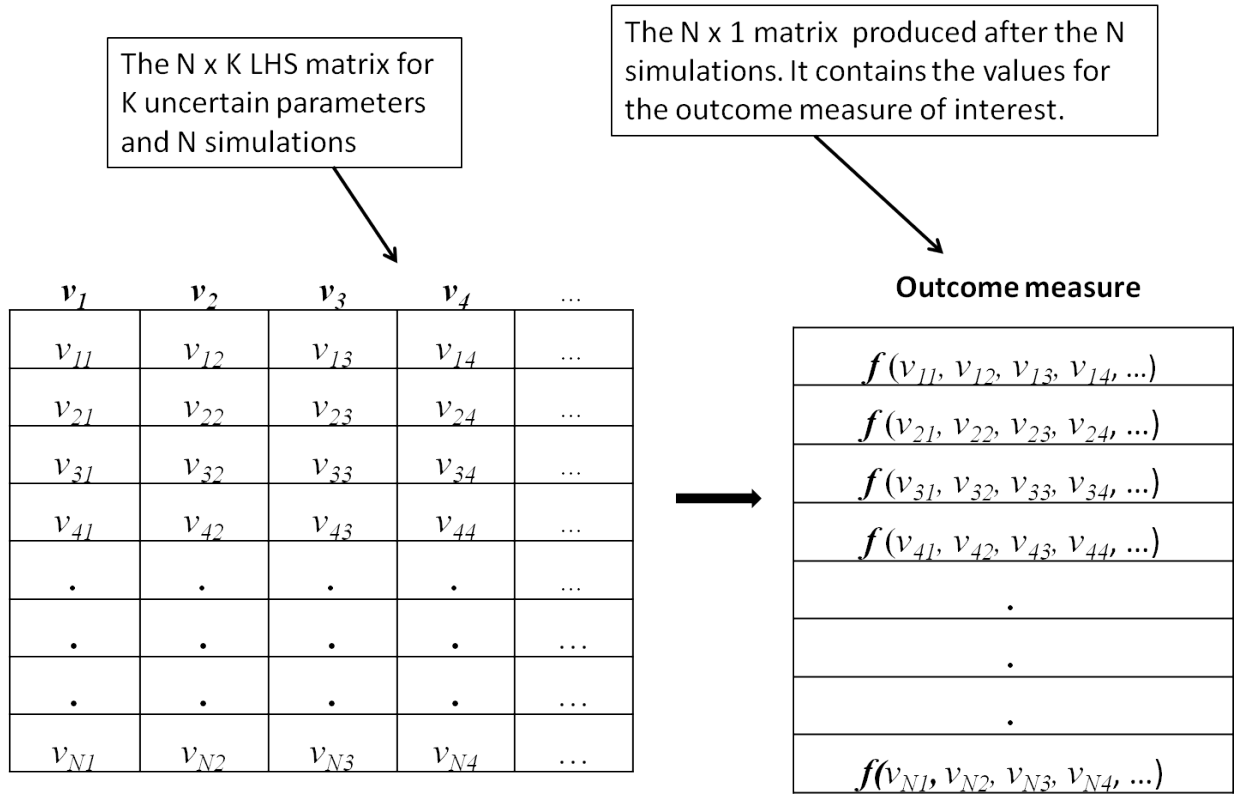 The N x K LHS matrix for
K uncertain parameters
and N simulations
The N x 1 matrix produced after the N
simulations. It contains the values for
the outcome measure of interest.
v1 v2 v3 v4 ...
v11 v12 v13 v14 ...
v21 v22 v23 v24 ...
v31 v32 v33 v34 ...
v41 v42 v43 v44 ...
. . . . ...
. . . . ...
. . . . ...
vN1 vN2 vN3 vN4 ...
Outcome measure
f (v11, v12, v13, v14, ...)
f (v21, v22, v23, v24, ...)
f (v31, v32, v33, v34, ...)
f (v41, v42, v43, v44, ...)
.
.
.
f(vN1, vN2, vN3, vN4, ...)